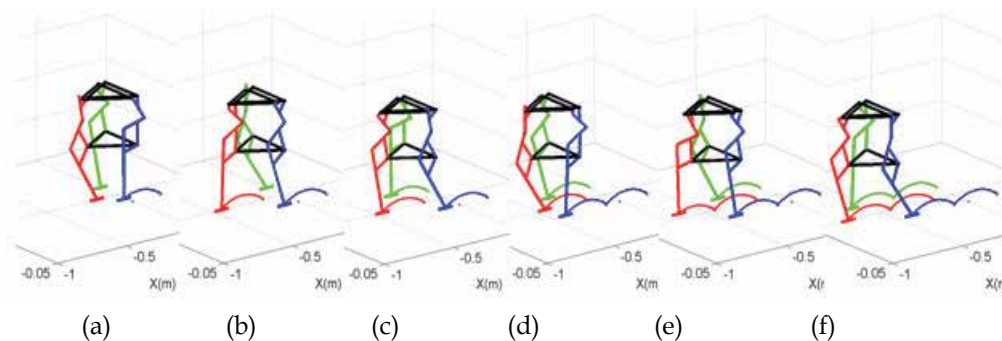 -0.5 -0.5 -0.5 -0.5 -0.5 -0.5
-0.05 -1 -0.05 -1 -0.05 -1 -0.05 -1 -0.05 -1 -0.05 -1
X(m) X(m) X(m) X(m X(r X(r
(a) (b) (c) (d) (e) (f)